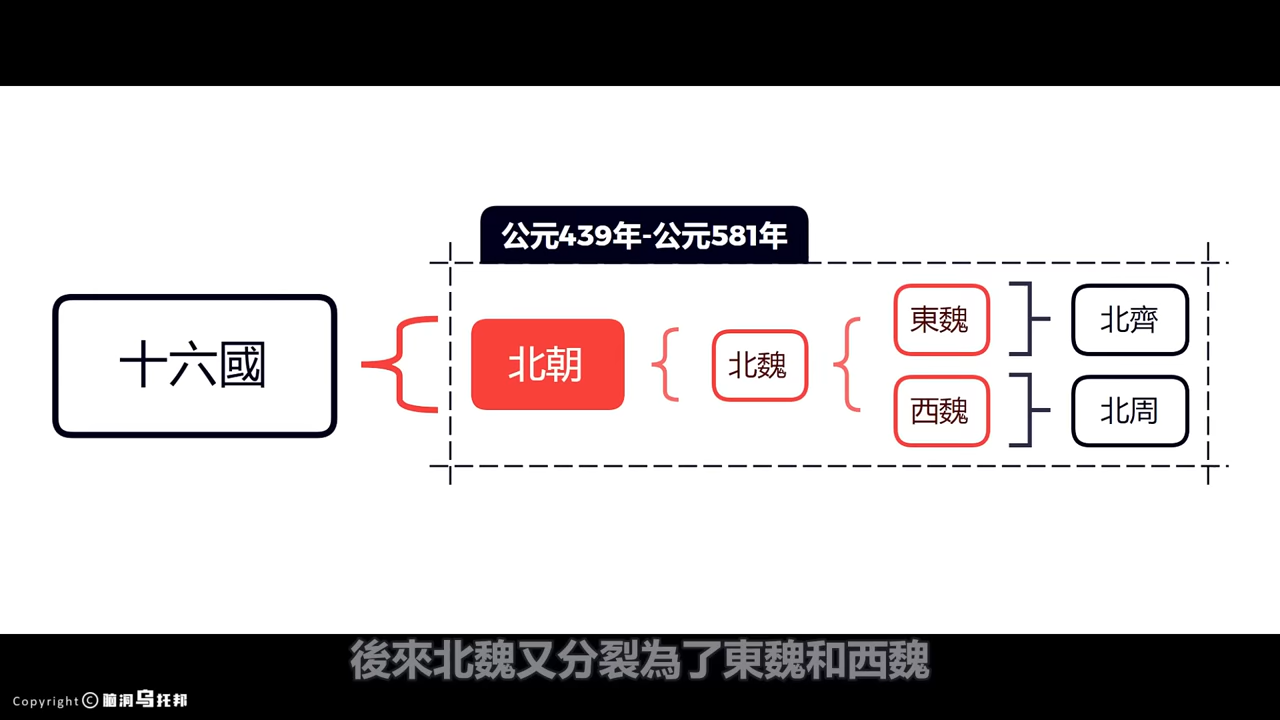 公元439年-公元581年
十六國
北朝
北魏
東魏
西魏
北齊
北周
後來北魏又分裂為了東魏和西魏
Copyright©脑洞乌托邦